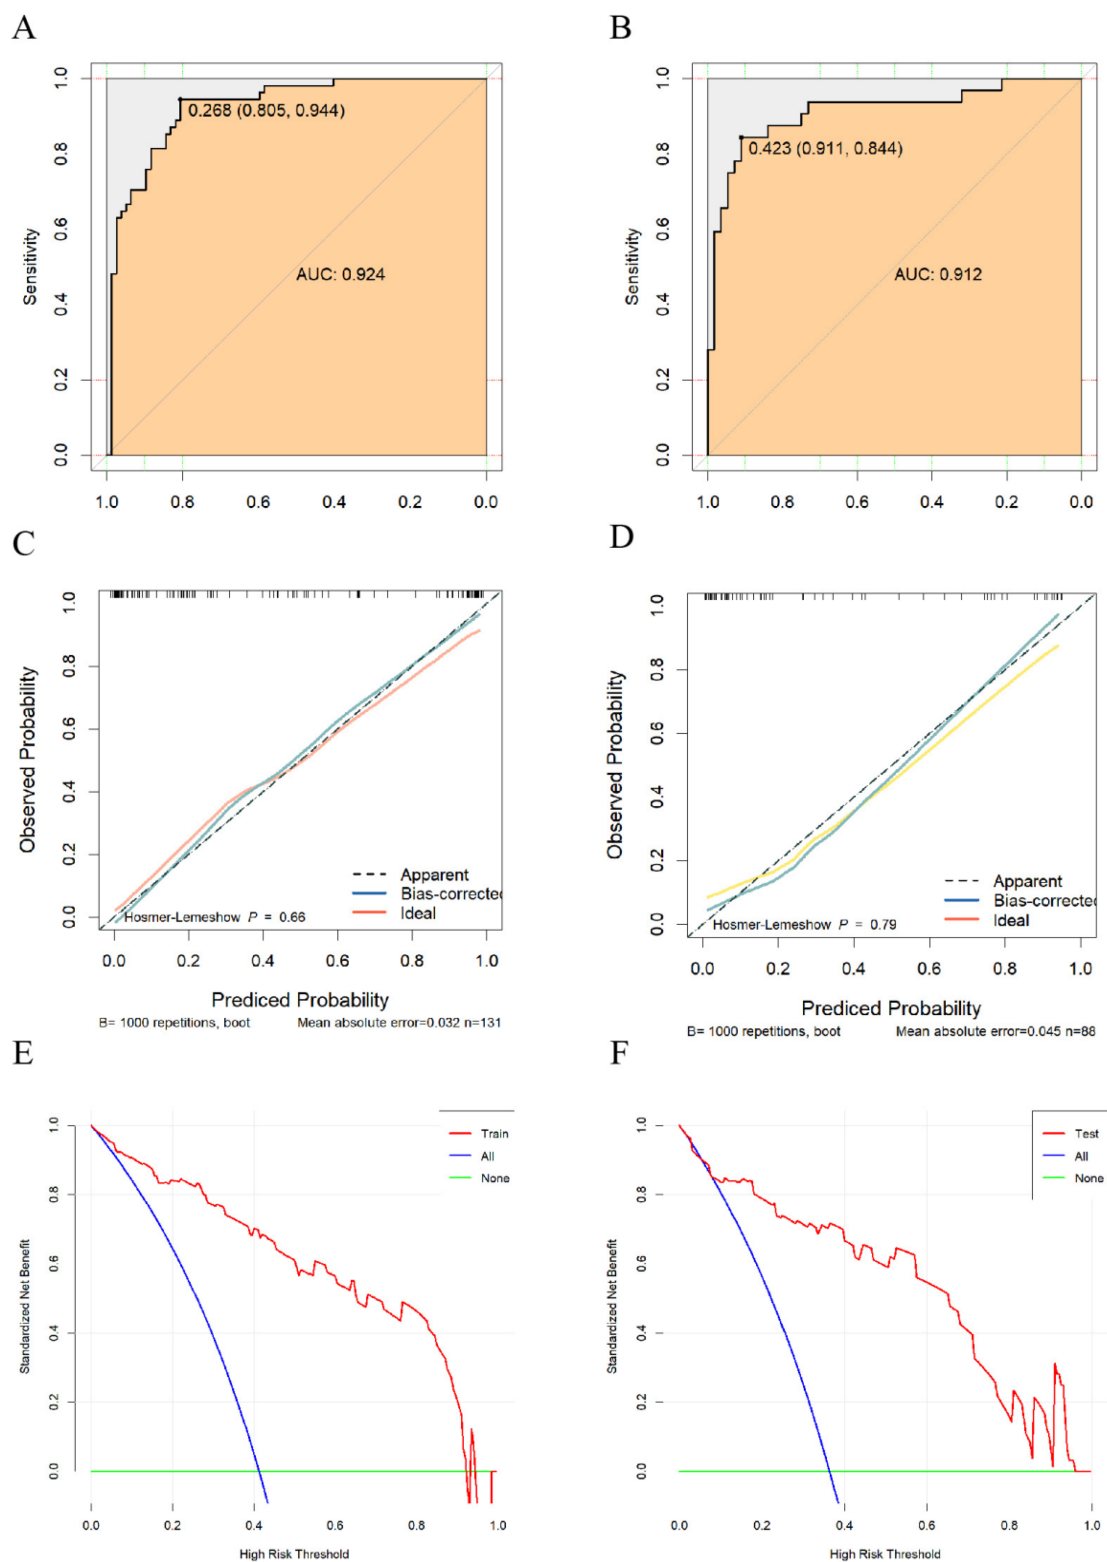 A
B
1.0
0.8
0.6
0.4
0.2
0.0
Sensitivity
0.268 (0.805, 0.944)
AUC: 0.924
1.0 0.8 0.6 0.4 0.2 0.0
1.0
0.8
0.6
0.4
0.2
0.0
Sensitivity
0.423 (0.911, 0.844)
AUC: 0.912
1.0 0.8 0.6 0.4 0.2 0.0
C
D
1.0
0.8
0.6
0.4
0.2
0.0
Observed Probability
Apparent
Bias-corrected
Ideal
Hosmer-Lemeshow P = 0.66
0.0 0.2 0.4 0.6 0.8 1.0
Prediced Probability
B= 1000 repetitions, boot Mean absolute error=0.032 n=131
1.0
0.8
0.6
0.4
0.2
0.0
Observed Probability
Apparent
Bias-corrected
Ideal
Hosmer-Lemeshow P = 0.79
0.0 0.2 0.4 0.6 0.8 1.0
Prediced Probability
B= 1000 repetitions, boot Mean absolute error=0.045 n=88
E
F
1.0
0.8
0.6
0.4
0.2
0.0
Standardized Net Benefit
Train
All
None
0.0 0.2 0.4 0.6 0.8 1.0
High Risk Threshold
1.0
0.8
0.6
0.4
0.2
0.0
Standardized Net Benefit
Test
All
None
0.0 0.2 0.4 0.6 0.8 1.0
High Risk Threshold